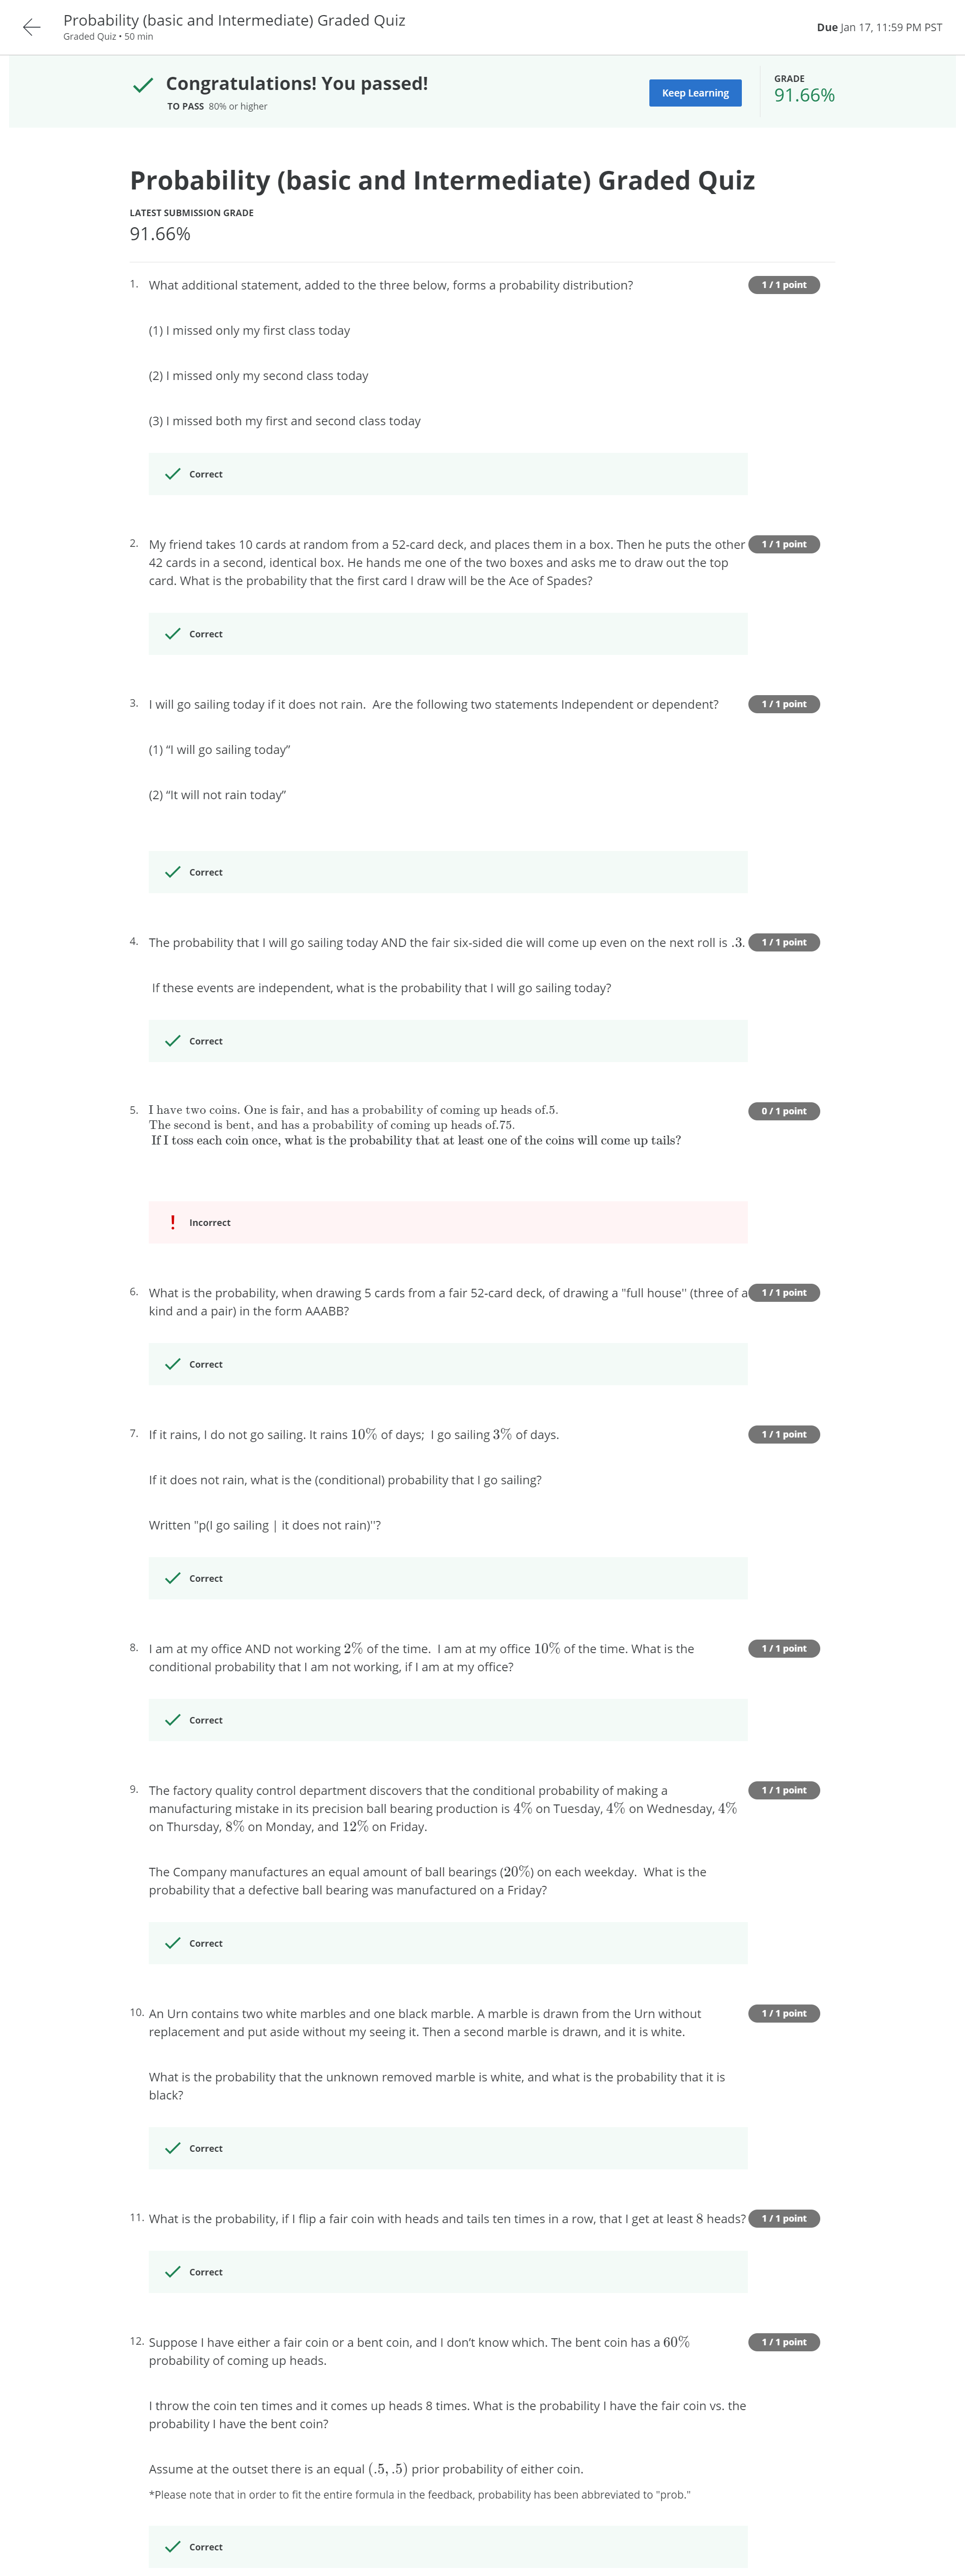 Probability (basic and Intermediate) Graded Quiz
Graded Quiz • 50 min
Due Jan 17, 11:59 PM PST
Congratulations! You passed!
TO PASS 80% or higher
Keep Learning
GRADE
91.66%
Probability (basic and Intermediate) Graded Quiz
LATEST SUBMISSION GRADE
91.66%
1. What additional statement, added to the three below, forms a probability distribution?
1 / 1 point
(1) I missed only my first class today
(2) I missed only my second class today
(3) I missed both my first and second class today
Correct
2. My friend takes 10 cards at random from a 52-card deck, and places them in a box. Then he puts the other
1 / 1 point
42 cards in a second, identical box. He hands me one of the two boxes and asks me to draw out the top
card. What is the probability that the first card I draw will be the Ace of Spades?
Correct
3. I will go sailing today if it does not rain.  Are the following two statements Independent or dependent?
1 / 1 point
(1) “I will go sailing today”
(2) “It will not rain today”
Correct
4. The probability that I will go sailing today AND the fair six-sided die will come up even on the next roll is .3.
1 / 1 point
If these events are independent, what is the probability that I will go sailing today?
Correct
5. I have two coins. One is fair, and has a probability of coming up heads of.5.
0 / 1 point
The second is bent, and has a probability of coming up heads of.75.
If I toss each coin once, what is the probability that at least one of the coins will come up tails?
Incorrect
6. What is the probability, when drawing 5 cards from a fair 52-card deck, of drawing a "full house" (three of a
1 / 1 point
kind and a pair) in the form AAABB?
Correct
7. If it rains, I do not go sailing. It rains 10% of days;  I go sailing 3% of days.
1 / 1 point
If it does not rain, what is the (conditional) probability that I go sailing?
Written "p(I go sailing | it does not rain)''?
Correct
8. I am at my office AND not working 2% of the time.  I am at my office 10% of the time. What is the
1 / 1 point
conditional probability that I am not working, if I am at my office?
Correct
9. The factory quality control department discovers that the conditional probability of making a
1 / 1 point
manufacturing mistake in its precision ball bearing production is 4% on Tuesday, 4% on Wednesday, 4%
on Thursday, 8% on Monday, and 12% on Friday.
The Company manufactures an equal amount of ball bearings (20%) on each weekday.  What is the
probability that a defective ball bearing was manufactured on a Friday?
Correct
10. An Urn contains two white marbles and one black marble. A marble is drawn from the Urn without
1 / 1 point
replacement and put aside without my seeing it. Then a second marble is drawn, and it is white.
What is the probability that the unknown removed marble is white, and what is the probability that it is
black?
Correct
11. What is the probability, if I flip a fair coin with heads and tails ten times in a row, that I get at least 8 heads?
1 / 1 point
Correct
12. Suppose I have either a fair coin or a bent coin, and I don’t know which. The bent coin has a 60%
1 / 1 point
probability of coming up heads.
I throw the coin ten times and it comes up heads 8 times. What is the probability I have the fair coin vs. the
probability I have the bent coin?
Assume at the outset there is an equal (.5, .5) prior probability of either coin.
*Please note that in order to fit the entire formula in the feedback, probability has been abbreviated to "prob."
Correct